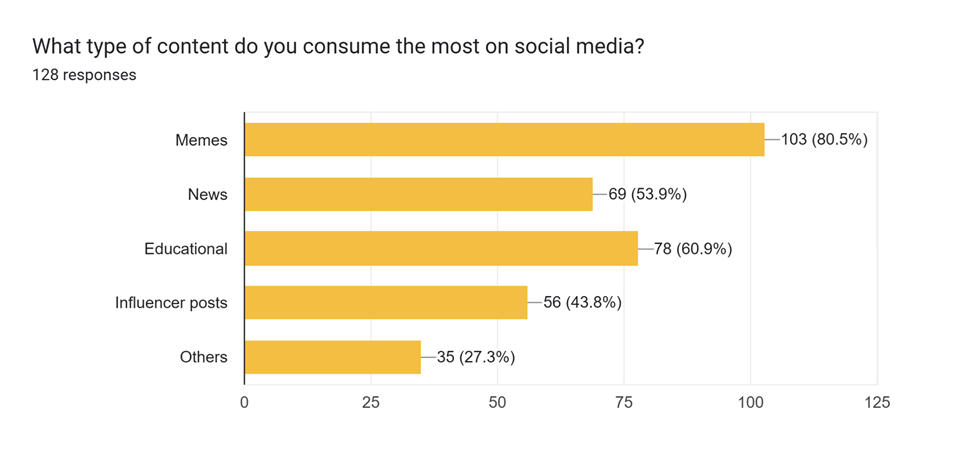 What type of content do you consume the most on social media?
128 responses
Memes 103 (80.5%)
News 69 (53.9%)
Educational 78 (60.9%)
Influencer posts 56 (43.8%)
Others 35 (27.3%)
0 25 50 75 100 125